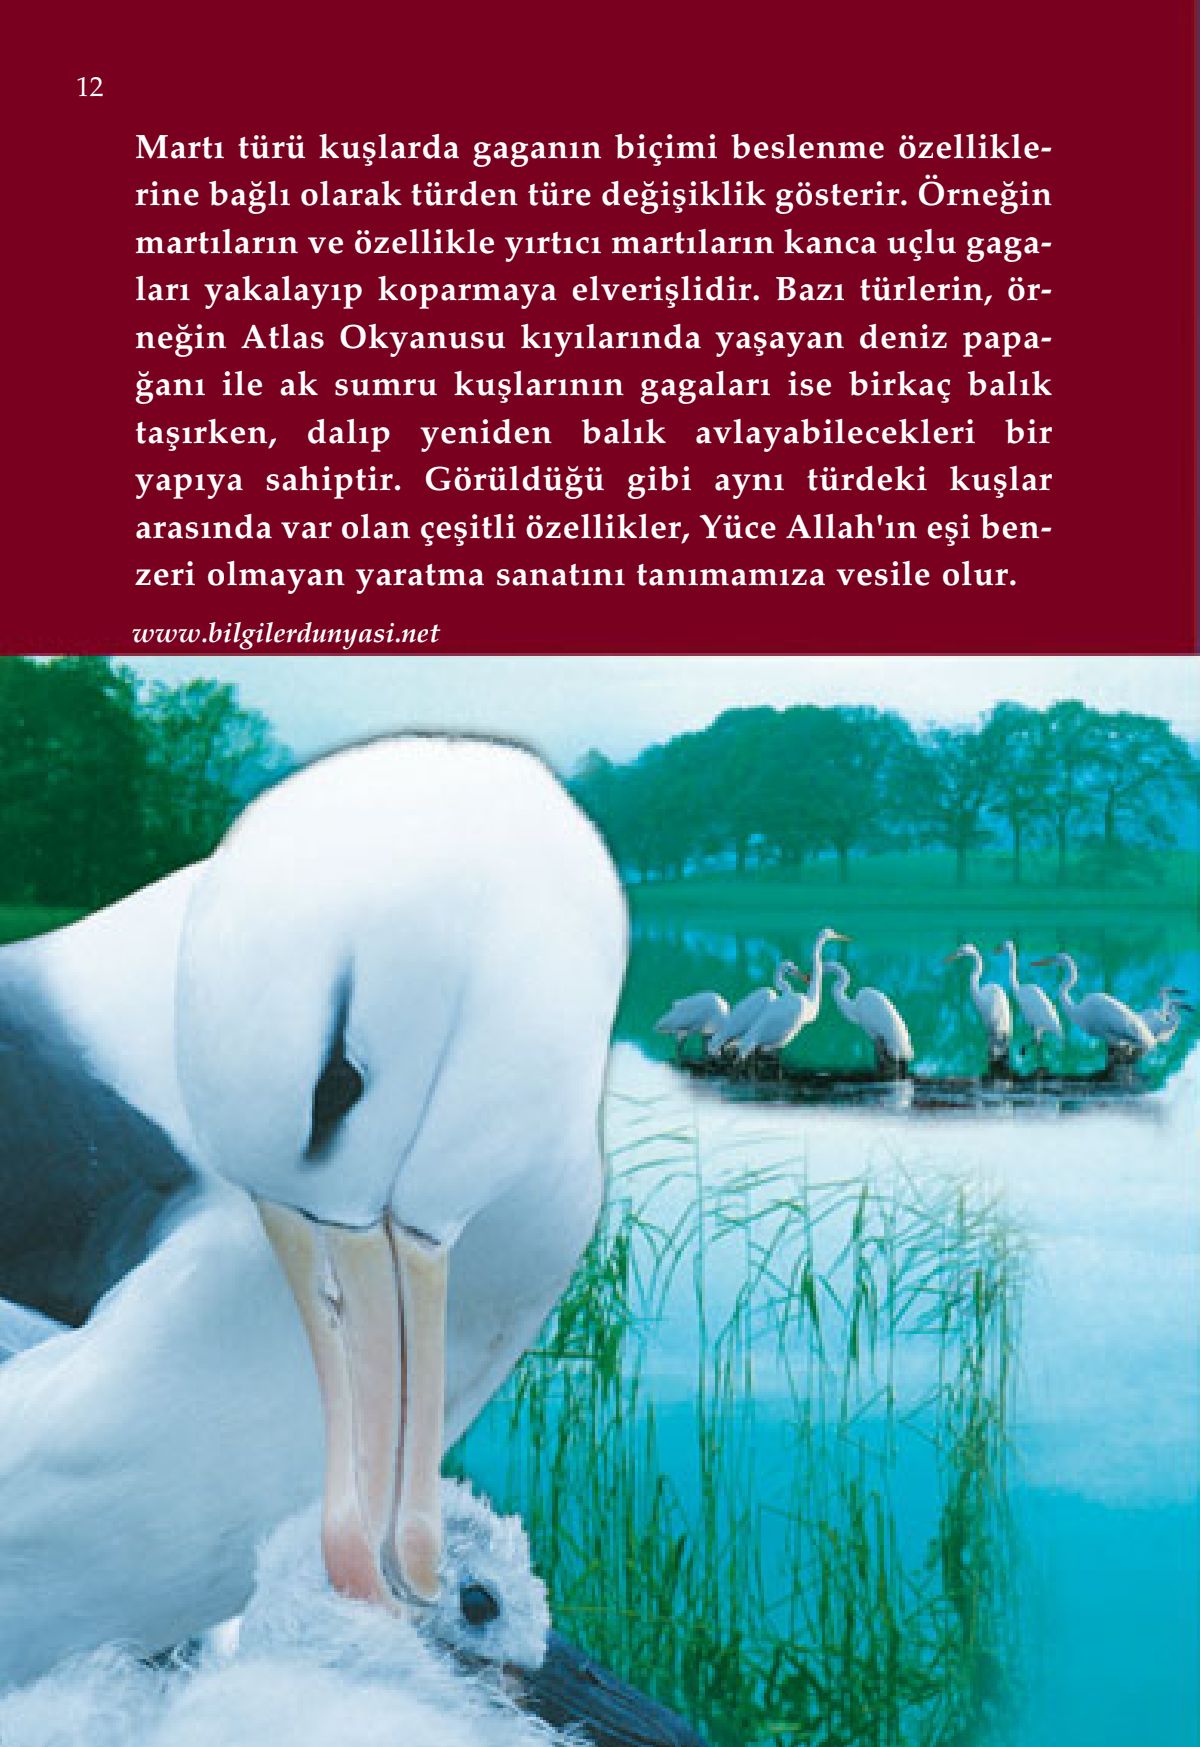 12
Martı türü kuşlarda gaganın biçimi beslenme özellikle-
rine bağlı olarak türden türe değişiklik gösterir. Örneğin
martıların ve özellikle yırtıcı martıların kanca uçlu gaga-
ları yakalayıp koparmaya elverişlidir. Bazı türlerin, ör-
neğin Atlas Okyanusu kıyılarında yaşayan deniz papa-
ğanı ile ak sumru kuşlarının gagaları ise birkaç balık
taşırken, dalıp yeniden balık avlayabilecekleri bir
yapıya sahiptir. Görüldüğü gibi aynı türdeki kuşlar
arasında var olan çeşitli özellikler, Yüce Allah'ın eşi ben-
zeri olmayan yaratma sanatını tanımamıza vesile olur.
www.bilgilerdunyasi.net